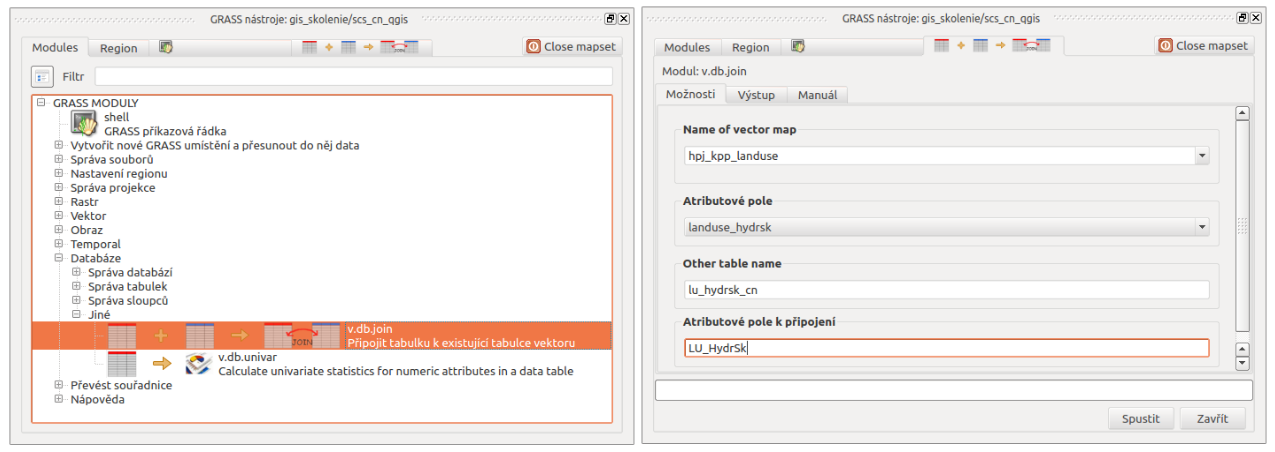 GRASS nástroje: gis_skolenie/scs_cn_qgis
Modules Region Close mapset
Filtr
GRASS MODULY
shell
GRASS příkazová řádka
Vytvořit nové GRASS umístění a přesunout do něj data
Správa souborů
Nastavení regionu
Správa projekce
Rastr
Vektor
Obraz
Temporal
Databáze
Správa databází
Správa tabulek
Správa sloupců
Jiné
v.db.join
Připojit tabulku k existující tabulce vektoru
JOIN
v.db.univar
Calculate univariate statistics for numeric attributes in a data table
Převést souřadnice
Nápověda
GRASS nástroje: gis_skolenie/scs_cn_qgis
Modules Region Close mapset
Modul: v.db.join
Možnosti Výstup Manuál
Name of vector map
hpj_kpp_landuse
Atributové pole
landuse_hydrsk
Other table name
lu_hydrsk_cn
Atributové pole k připojení
LU_HydrSk
Spustit Zavřít